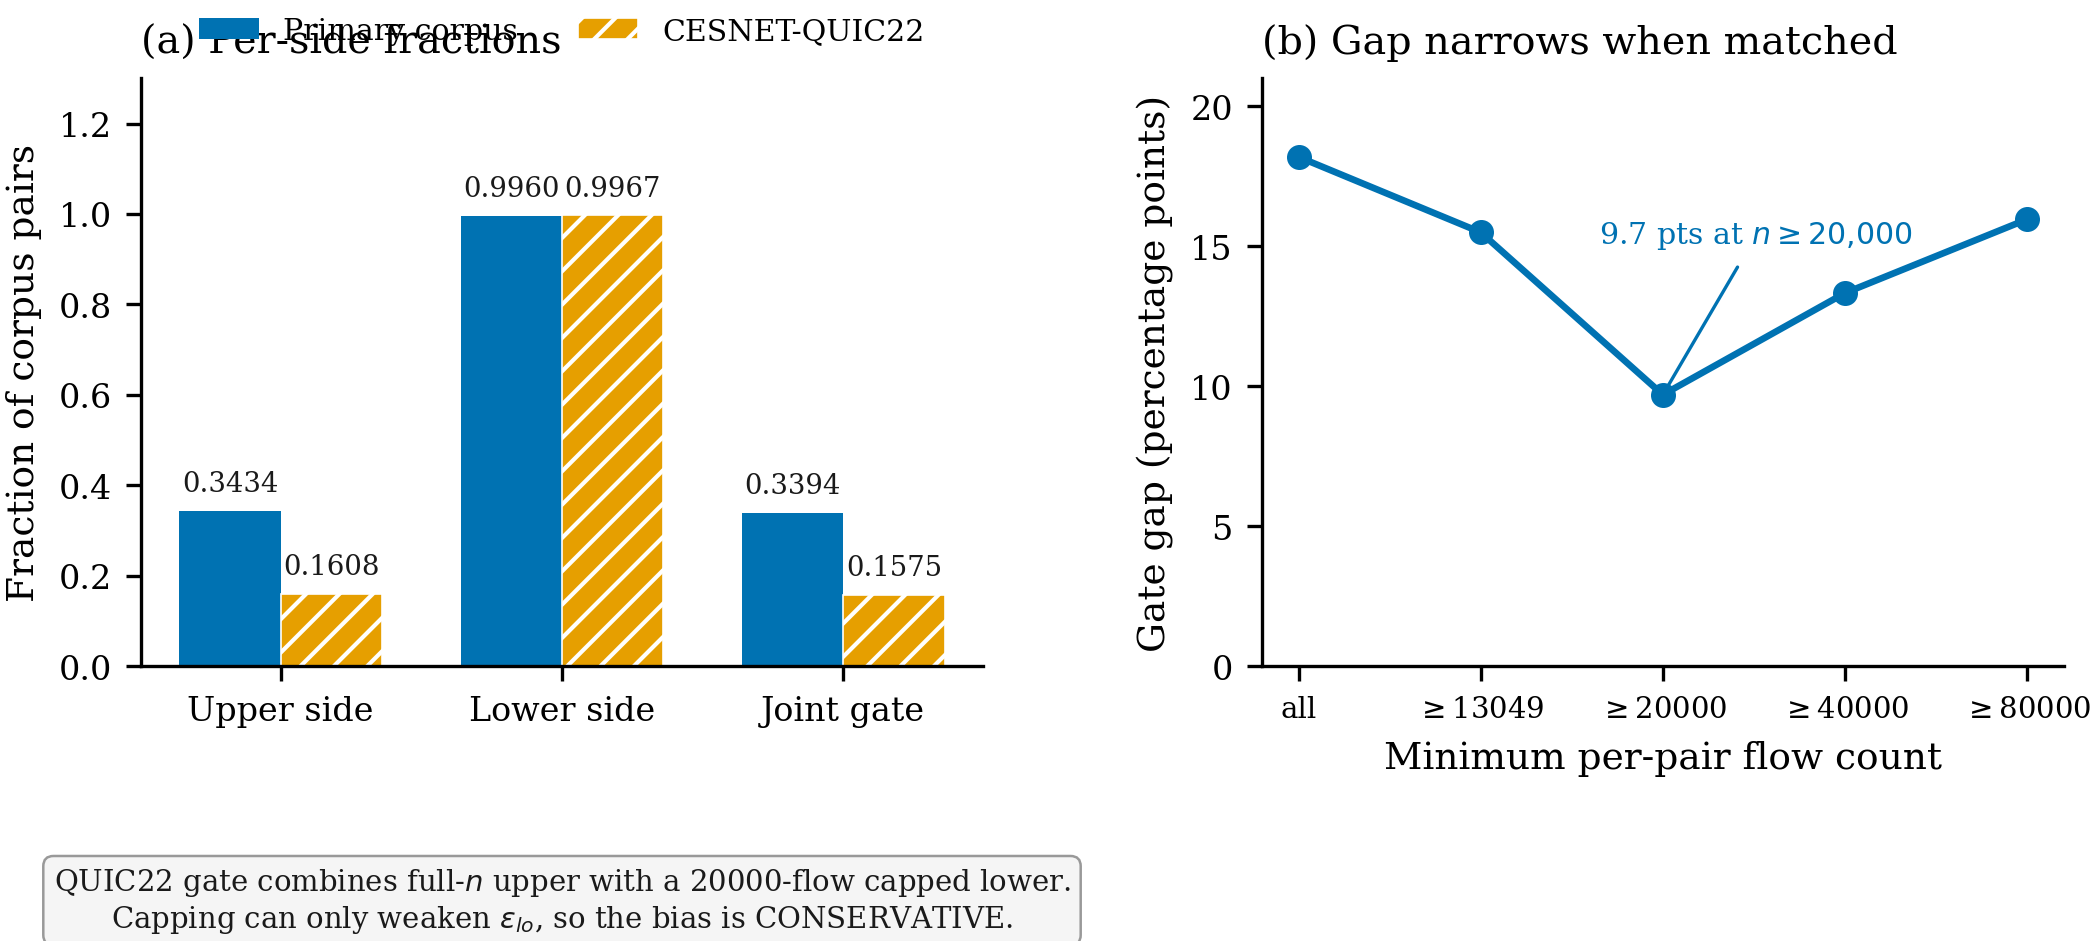 Primary corpus
CESNET-QUIC22
(a) Per-side fractions
Fraction of corpus pairs
1.2
1.0
0.8
0.6
0.4
0.2
0.0
0.3434
0.1608
0.9960
0.9967
0.3394
0.1575
Upper side
Lower side
Joint gate
(b) Gap narrows when matched
Gate gap (percentage points)
20
15
10
5
0
9.7 pts at n ≥ 20,000
all
≥13049
≥20000
≥40000
≥80000
Minimum per-pair flow count
QUIC22 gate combines full-n upper with a 20000-flow capped lower.
Capping can only weaken ε_lo, so the bias is CONSERVATIVE.